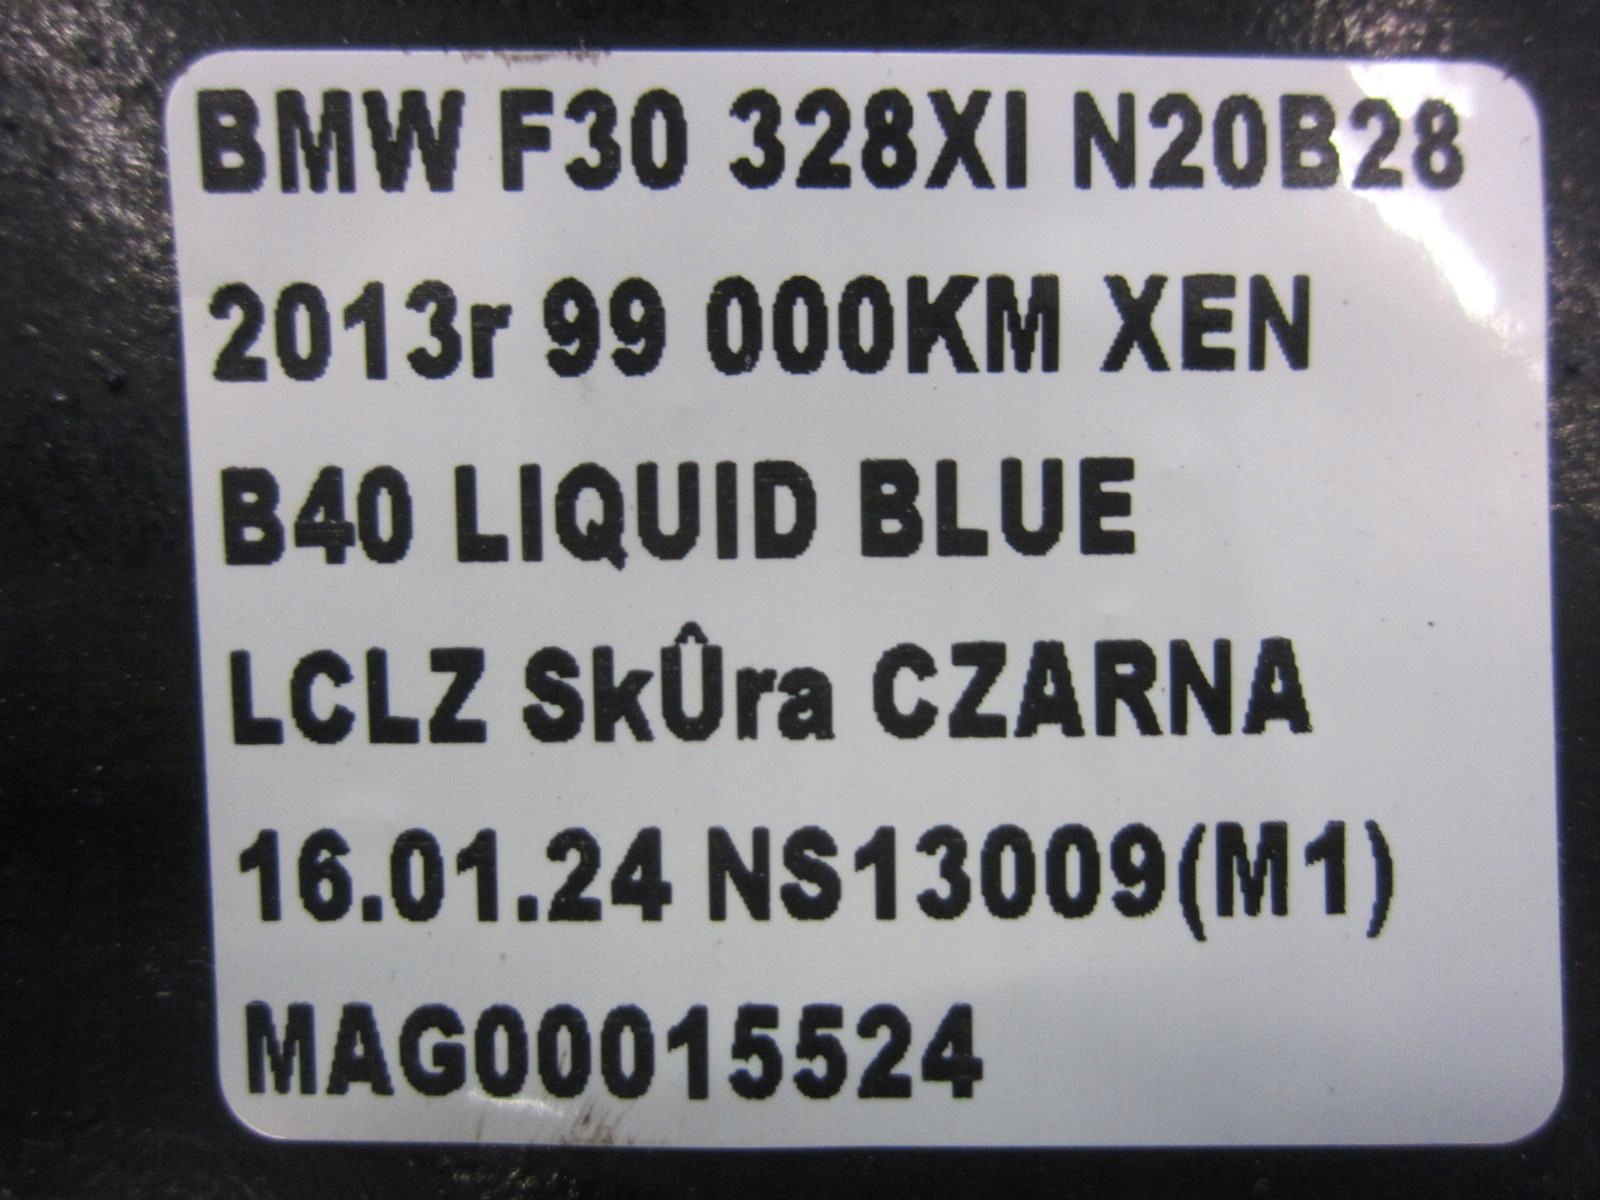 BMW F30 328XI N20B28
2013r 99 000KM XEN
B40 LIQUID BLUE
LCLZ SkÛra CZARNA
16.01.24 NS13009(M1)
MAG00015524